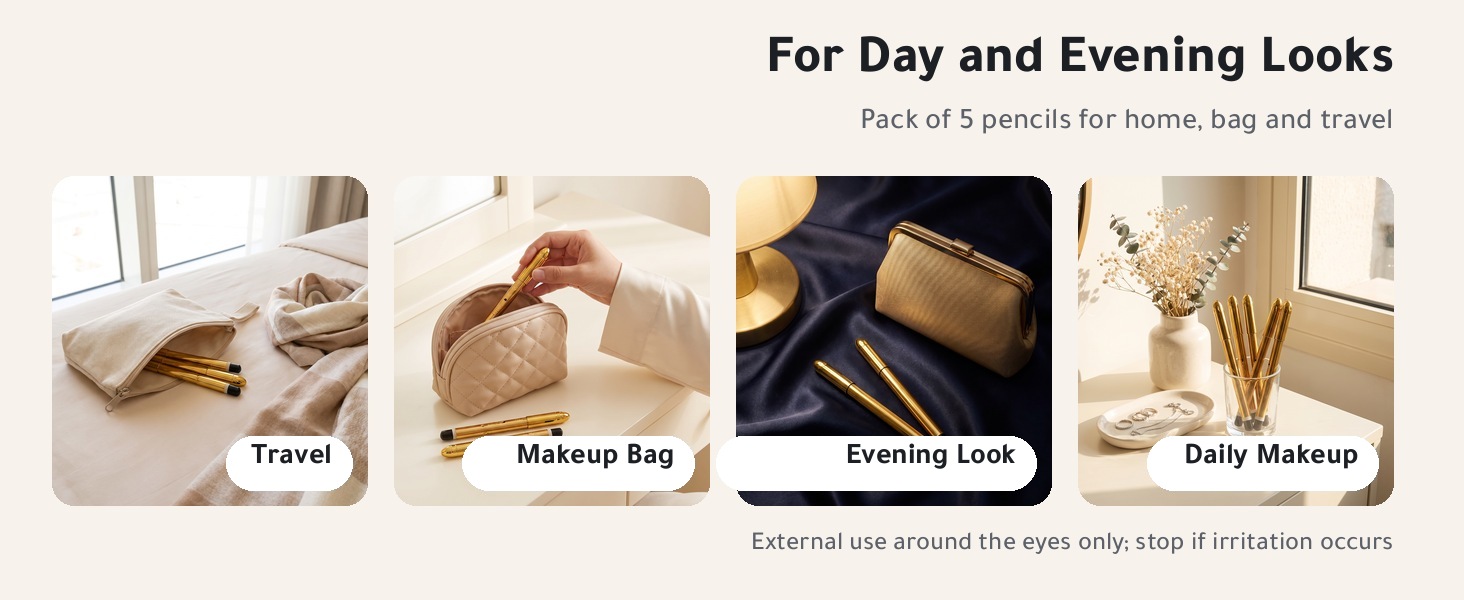 For Day and Evening Looks
Pack of 5 pencils for home, bag and travel
Travel
Makeup Bag
Evening Look
Daily Makeup
External use around the eyes only; stop if irritation occurs